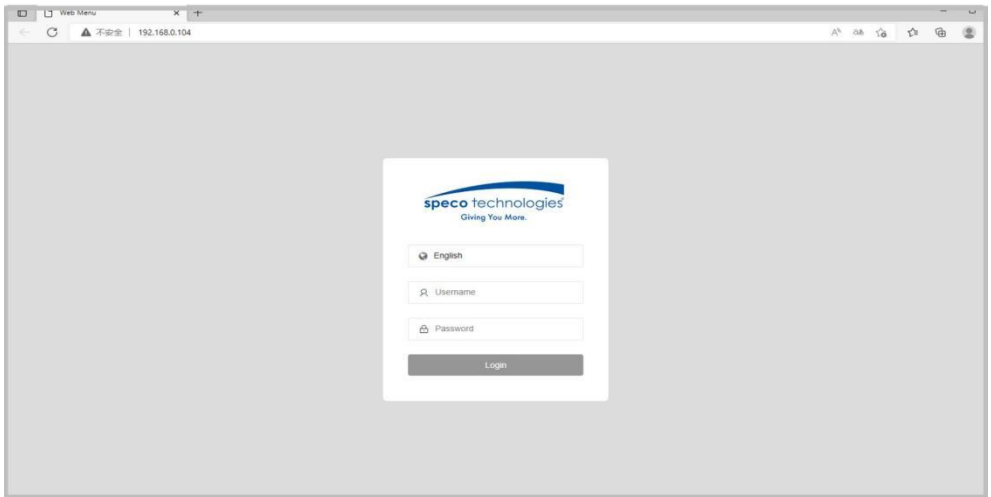 Web Menu
不安全 192.168.0.104
speco technologies
Giving You More.
English
Username
Password
Login